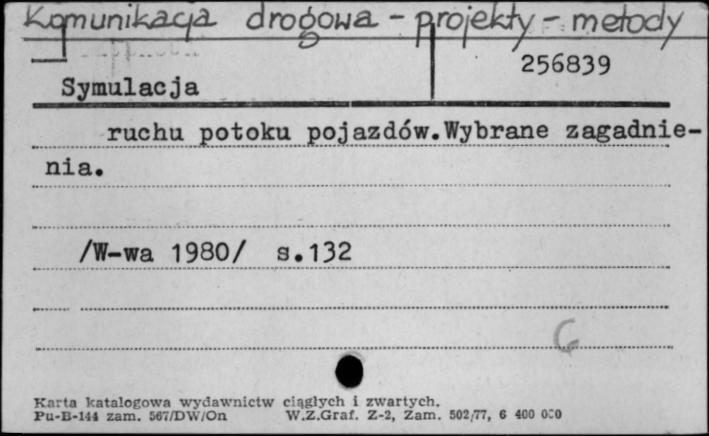 Komunikacja drogowa - projekty - metody
256839
Symulacja
ruchu potoku pojazdów.Wybrane zagadnie-
nia.
/W-wa 1980/ s.132
G
Karta katalogowa wydawnictw ciągłych i zwartych.
Pu-B-144 zam. 567/DW/On W.Z.Graf. Z-2, Zam. 502/77, 6 400 000